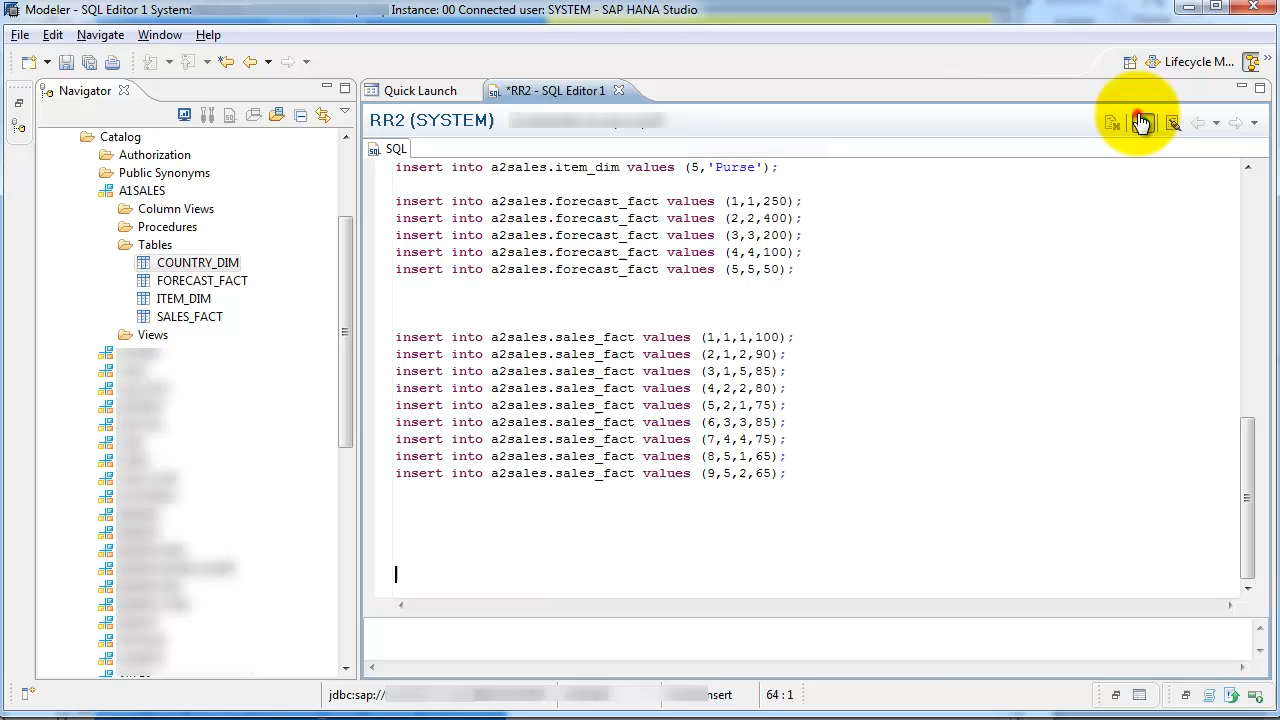 Modeler - SQL Editor 1 System: Instance: 00 Connected user: SYSTEM - SAP HANA Studio
File Edit Navigate Window Help
Lifecycle M...
Navigator
Quick Launch
*RR2 - SQL Editor 1
RR2 (SYSTEM)
SQL
Catalog
Authorization
Public Synonyms
A1SALES
Column Views
Procedures
Tables
COUNTRY_DIM
FORECAST_FACT
ITEM_DIM
SALES_FACT
Views
insert into a2sales.item_dim values (5,'Purse');
insert into a2sales.forecast_fact values (1,1,250);
insert into a2sales.forecast_fact values (2,2,400);
insert into a2sales.forecast_fact values (3,3,200);
insert into a2sales.forecast_fact values (4,4,100);
insert into a2sales.forecast_fact values (5,5,50);
insert into a2sales.sales_fact values (1,1,1,100);
insert into a2sales.sales_fact values (2,1,2,90);
insert into a2sales.sales_fact values (3,1,5,85);
insert into a2sales.sales_fact values (4,2,2,80);
insert into a2sales.sales_fact values (5,2,1,75);
insert into a2sales.sales_fact values (6,3,3,85);
insert into a2sales.sales_fact values (7,4,4,75);
insert into a2sales.sales_fact values (8,5,1,65);
insert into a2sales.sales_fact values (9,5,2,65);
jdbc:sap:/ nsert 64 : 1